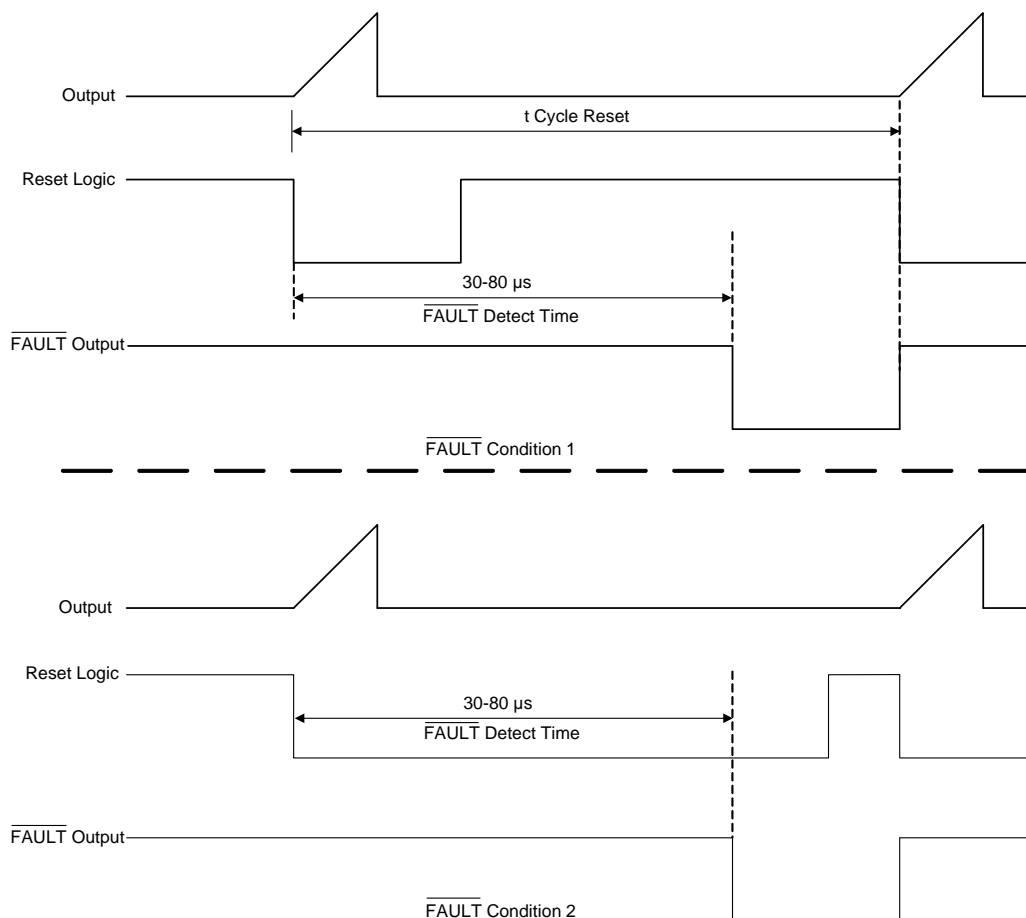 Output
t Cycle Reset
Reset Logic
30-80 µs
FAULT Detect Time
FAULT Output
FAULT Condition 1
Output
Reset Logic
30-80 µs
FAULT Detect Time
FAULT Output
FAULT Condition 2